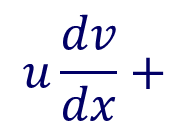 u dv/dx +